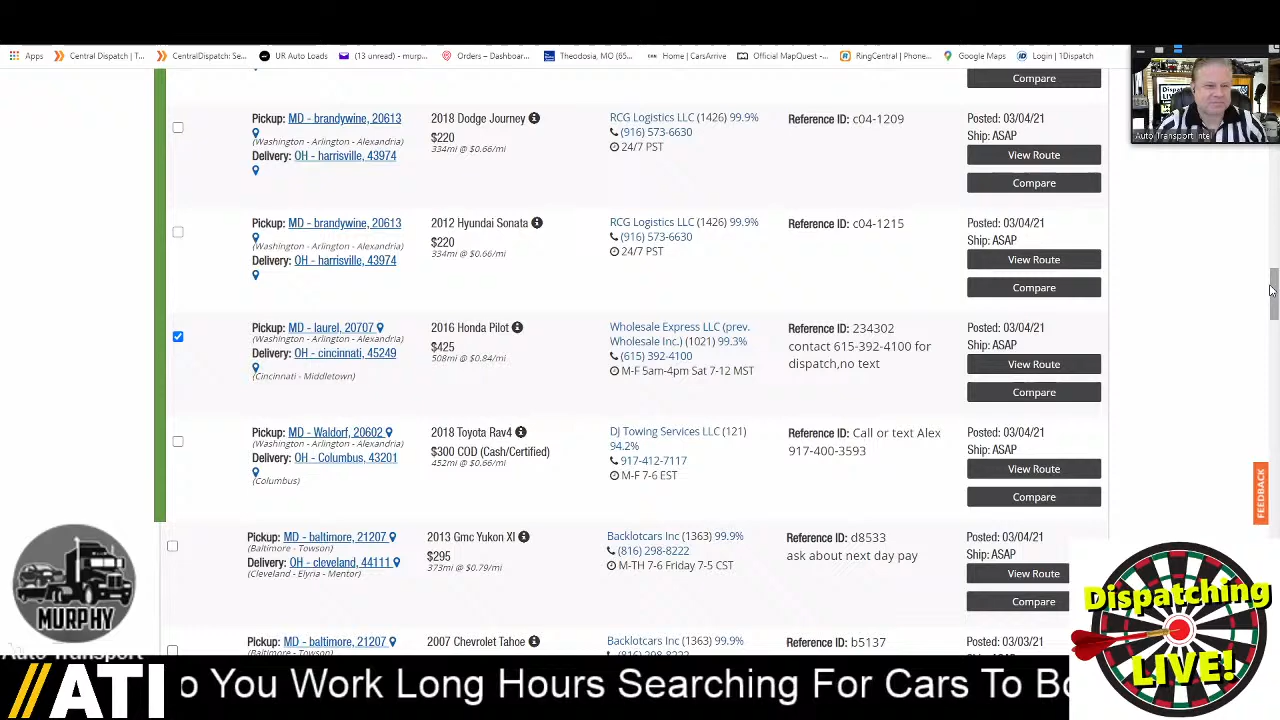 Apps
Central Dispatch | T...
CentralDispatch: Se...
UR Auto Loads
(13 unread) - murp...
Orders – Dashboar...
Theodosia, MO (65...
Home | CarsArrive
Official MapQuest -...
RingCentral | Phone...
Google Maps
Login | 1Dispatch
Auto Transport Intel
Compare
Pickup: MD - brandywine, 20613
(Washington - Arlington - Alexandria)
Delivery: OH - harrisville, 43974
2018 Dodge Journey
$220
334mi @ $0.66/mi
RCG Logistics LLC (1426) 99.9%
(916) 573-6630
24/7 PST
Reference ID: c04-1209
Posted: 03/04/21
Ship: ASAP
View Route
Compare
Pickup: MD - brandywine, 20613
(Washington - Arlington - Alexandria)
Delivery: OH - harrisville, 43974
2012 Hyundai Sonata
$220
334mi @ $0.66/mi
RCG Logistics LLC (1426) 99.9%
(916) 573-6630
24/7 PST
Reference ID: c04-1215
Posted: 03/04/21
Ship: ASAP
View Route
Compare
Pickup: MD - laurel, 20707
(Washington - Arlington - Alexandria)
Delivery: OH - cincinnati, 45249
(Cincinnati - Middletown)
2016 Honda Pilot
$425
508mi @ $0.84/mi
Wholesale Express LLC (prev.
Wholesale Inc.) (1021) 99.3%
(615) 392-4100
M-F 5am-4pm Sat 7-12 MST
Reference ID: 234302
contact 615-392-4100 for
dispatch,no text
Posted: 03/04/21
Ship: ASAP
View Route
Compare
Pickup: MD - Waldorf, 20602
(Washington - Arlington - Alexandria)
Delivery: OH - Columbus, 43201
(Columbus)
2018 Toyota Rav4
$300 COD (Cash/Certified)
452mi @ $0.66/mi
DJ Towing Services LLC (121)
94.2%
917-412-7117
M-F 7-6 EST
Reference ID: Call or text Alex
917-400-3593
Posted: 03/04/21
Ship: ASAP
View Route
Compare
FEEDBACK
Pickup: MD - baltimore, 21207
(Baltimore - Towson)
Delivery: OH - cleveland, 44111
(Cleveland - Elyria - Mentor)
2013 Gmc Yukon Xl
$295
373mi @ $0.79/mi
Backlotcars Inc (1363) 99.9%
(816) 298-8222
M-TH 7-6 Friday 7-5 CST
Reference ID: d8533
ask about next day pay
Posted: 03/04/21
Ship: ASAP
View Route
Compare
Pickup: MD - baltimore, 21207
2007 Chevrolet Tahoe
Backlotcars Inc (1363) 99.9%
Reference ID: b5137
Posted: 03/03/21
MURPHY
Auto Transport
Dispatching
LIVE!
//ATI
o You Work Long Hours Searching For Cars To Bo